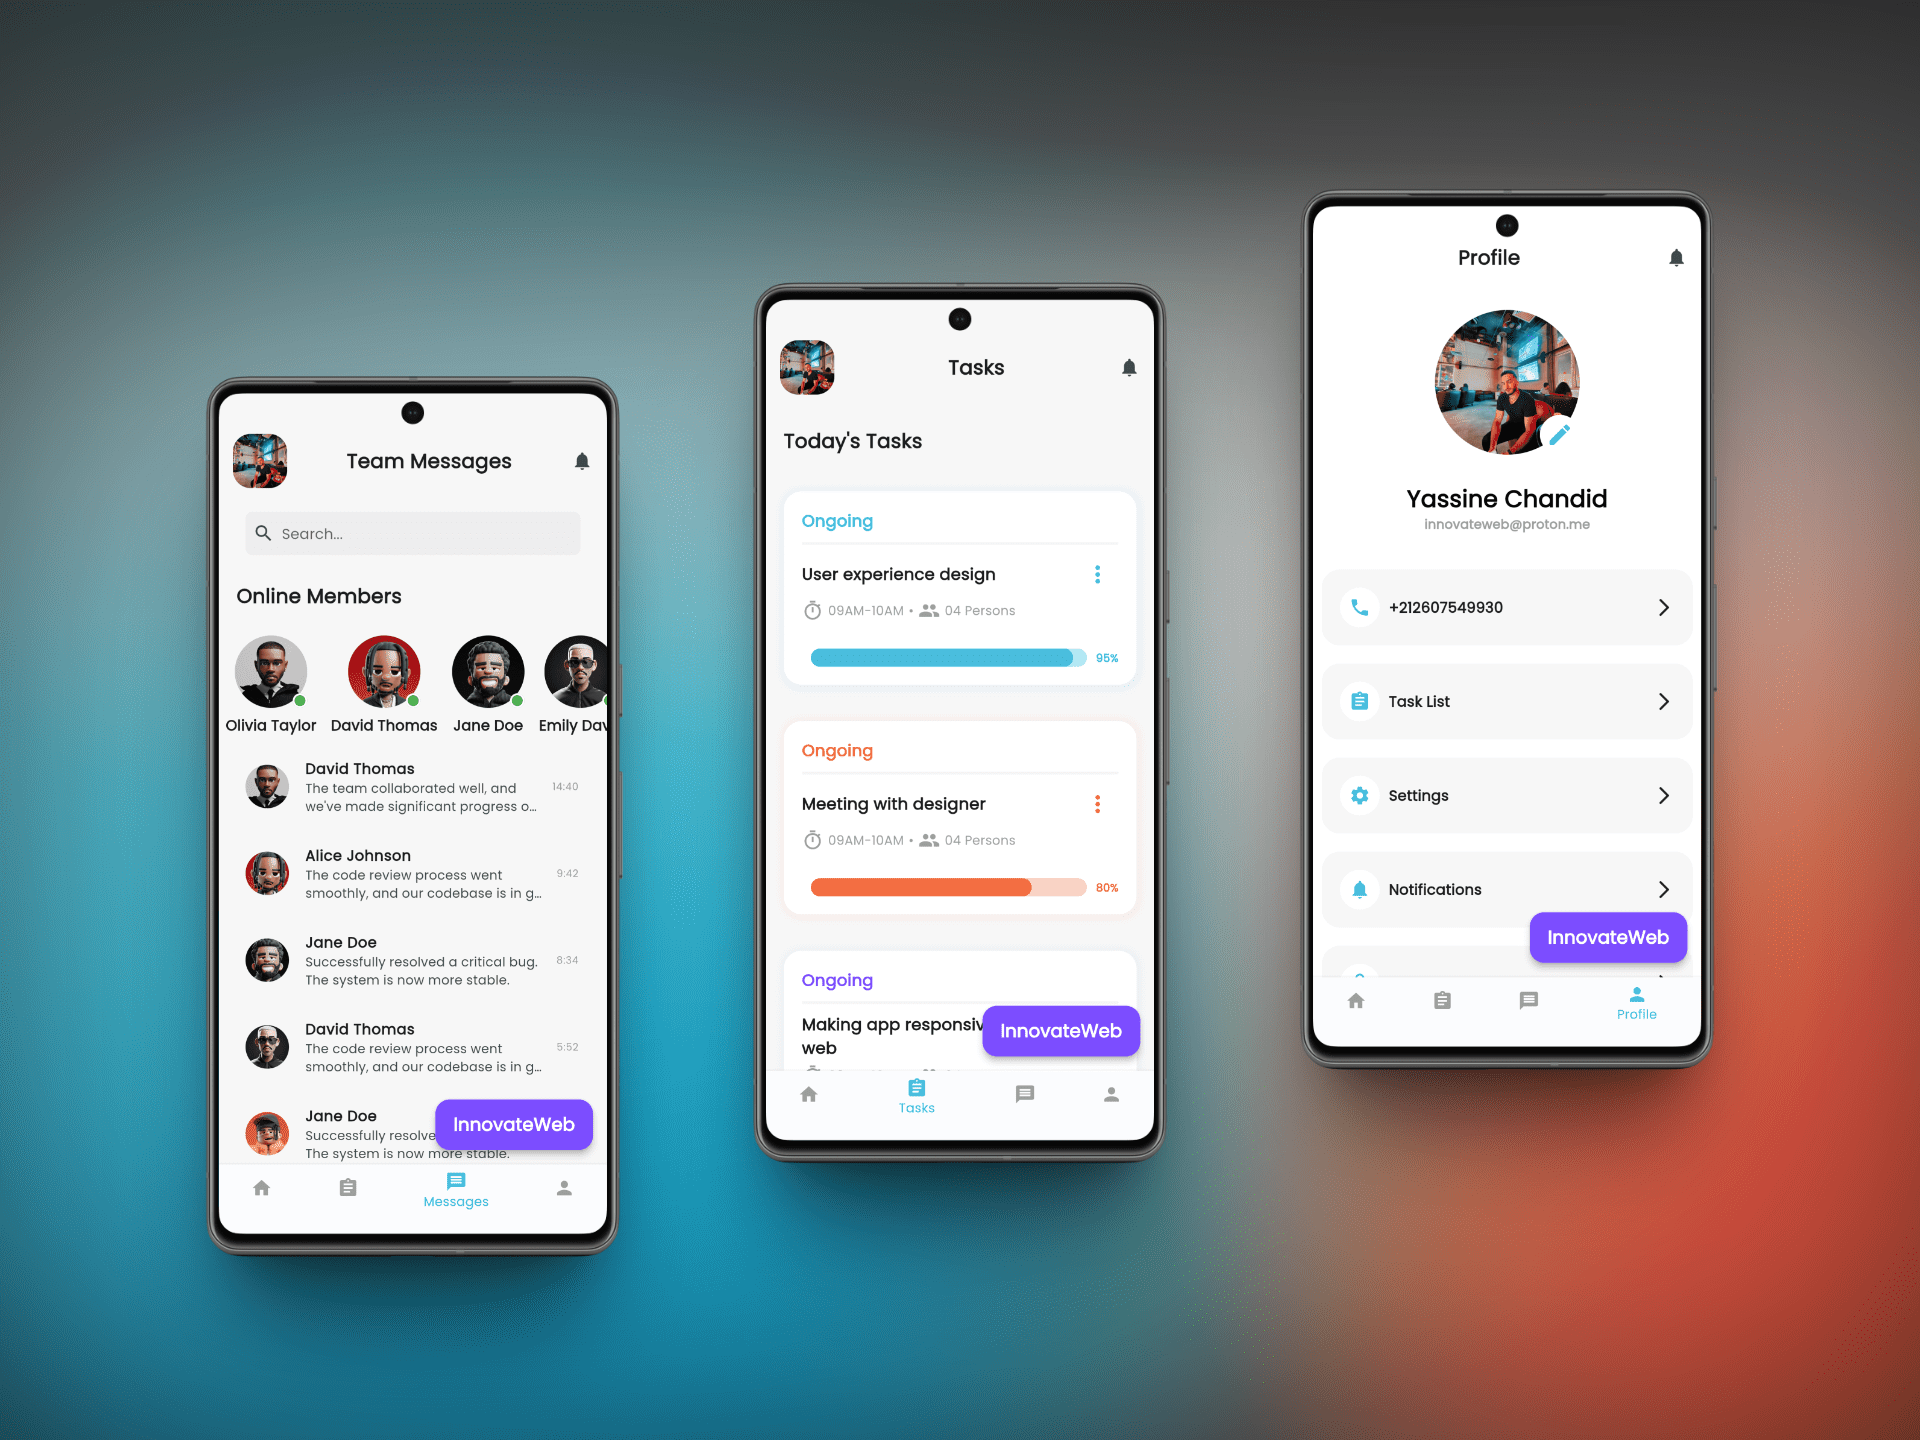 Team Messages
Search...
Online Members
Olivia Taylor
David Thomas
Jane Doe
Emily Dav
David Thomas
The team collaborated well, and
14:40
we've made significant progress o...
Alice Johnson
The code review process went
9:42
smoothly, and our codebase is in g...
Jane Doe
Successfully resolved a critical bug.
8:34
The system is now more stable.
David Thomas
The code review process went
5:52
smoothly, and our codebase is in g...
Jane Doe
Successfully resolve
The system is now more stable.
InnovateWeb
Messages
Tasks
Today's Tasks
Ongoing
User experience design
09AM-10AM • 04 Persons
95%
Ongoing
Meeting with designer
09AM-10AM • 04 Persons
80%
Ongoing
Making app responsiv
web
InnovateWeb
Tasks
Profile
Yassine Chandid
innovateweb@proton.me
+212607549930
Task List
Settings
Notifications
InnovateWeb
Profile